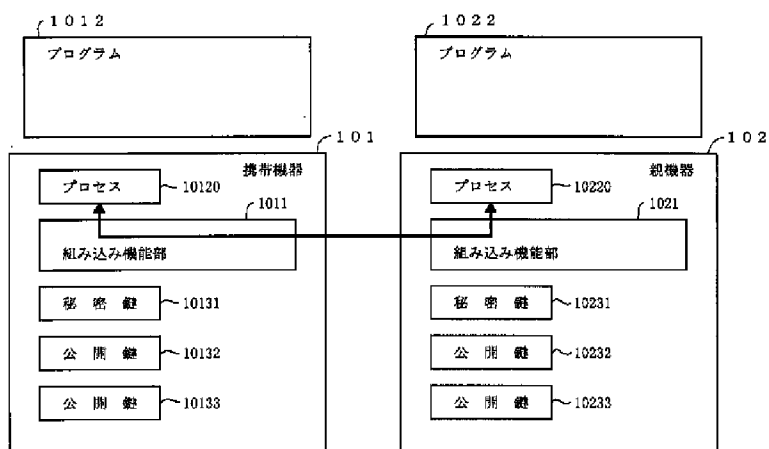 1012
プログラム
1022
プログラム
101
携帯機器
プロセス
10120
1011
組み込み機能部
秘密鍵
10131
公開鍵
10132
公開鍵
10133
102
親機器
プロセス
10220
1021
組み込み機能部
秘密鍵
10231
公開鍵
10232
公開鍵
10233